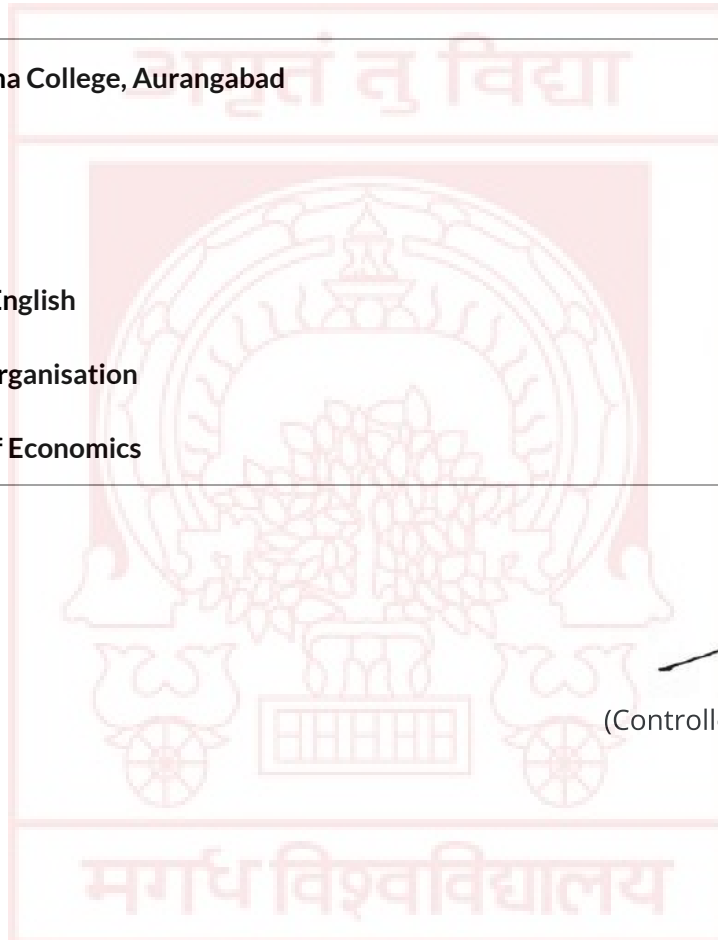 अमृतं तु विद्या
na College, Aurangabad
English
rganisation
f Economics
(Controll
मगध विश्वविद्यालय